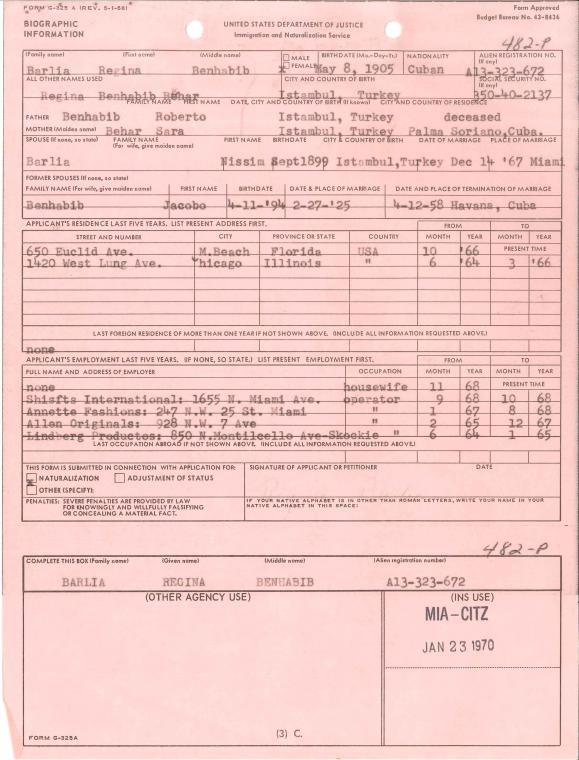 FORM G-325 A (REV. 5-1-68) Form Approved
Budget Bureau No. 43-R436
BIOGRAPHIC INFORMATION
UNITED STATES DEPARTMENT OF JUSTICE
Immigration and Naturalization Service
482-P
(Family name) (First name) (Middle name) MALE FEMALE BIRTHDATE (Mo.-Day-Yr.) NATIONALITY ALIEN REGISTRATION NO. (If any)
Barlia Regina Benhabib x May 8, 1905 Cuban A13-323-672
ALL OTHER NAMES USED CITY AND COUNTRY OF BIRTH SOCIAL SECURITY NO. (If any)
Regina Benhabib Behar Istambul, Turkey 350-40-2137
FAMILY NAME FIRST NAME DATE, CITY AND COUNTRY OF BIRTH (If known) CITY AND COUNTRY OF RESIDENCE
FATHER Benhabib Roberto Istambul, Turkey deceased
MOTHER (Maiden name) Behar Sara Istambul, Turkey Palma Soriano,Cuba.
SPOUSE (If none, so state) FAMILY NAME (For wife, give maiden name) FIRST NAME BIRTHDATE CITY & COUNTRY OF BIRTH DATE OF MARRIAGE PLACE OF MARRIAGE
Barlia Nissim Sept1899 Istambul,Turkey Dec 14 '67 Miami
FORMER SPOUSES (If none, so state)
FAMILY NAME (For wife, give maiden name) FIRST NAME BIRTHDATE DATE & PLACE OF MARRIAGE DATE AND PLACE OF TERMINATION OF MARRIAGE
Benhabib Jacobo 4-11-'94 2-27-'25 4-12-58 Havana, Cuba
APPLICANT'S RESIDENCE LAST FIVE YEARS. LIST PRESENT ADDRESS FIRST. FROM TO
STREET AND NUMBER CITY PROVINCE OR STATE COUNTRY MONTH YEAR MONTH YEAR
650 Euclid Ave. M.Beach Florida USA 10 '66 PRESENT TIME
1420 West Lung Ave. Chicago Illinois " 6 '64 3 '66
LAST FOREIGN RESIDENCE OF MORE THAN ONE YEAR IF NOT SHOWN ABOVE. (INCLUDE ALL INFORMATION REQUESTED ABOVE.)
none
APPLICANT'S EMPLOYMENT LAST FIVE YEARS. (IF NONE, SO STATE.) LIST PRESENT EMPLOYMENT FIRST. FROM TO
FULL NAME AND ADDRESS OF EMPLOYER OCCUPATION MONTH YEAR MONTH YEAR
none housewife 11 68 PRESENT TIME
Shisfts International: 1655 N. Miami Ave. operator 9 68 10 68
Annette Fashions: 247 N.W. 25 St. Miami " 1 67 8 68
Allen Originals: 928 N.W. 7 Ave " 2 65 12 67
Lindberg Productos: 850 N.Monticello Ave-Skockie " 6 64 1 65
LAST OCCUPATION ABROAD IF NOT SHOWN ABOVE. (INCLUDE ALL INFORMATION REQUESTED ABOVE)
THIS FORM IS SUBMITTED IN CONNECTION WITH APPLICATION FOR: SIGNATURE OF APPLICANT OR PETITIONER DATE
x NATURALIZATION ADJUSTMENT OF STATUS
OTHER (SPECIFY):
PENALTIES: SEVERE PENALTIES ARE PROVIDED BY LAW FOR KNOWINGLY AND WILLFULLY FALSIFYING OR CONCEALING A MATERIAL FACT.
IF YOUR NATIVE ALPHABET IS IN OTHER THAN ROMAN LETTERS, WRITE YOUR NAME IN YOUR NATIVE ALPHABET IN THIS SPACE:
482-P
COMPLETE THIS BOX (Family name) (Given name) (Middle name) (Alien registration number)
BARLIA REGINA BENHABIB A13-323-672
(OTHER AGENCY USE) (INS USE)
MIA-CITZ
JAN 23 1970
FORM G-325A (3) C.